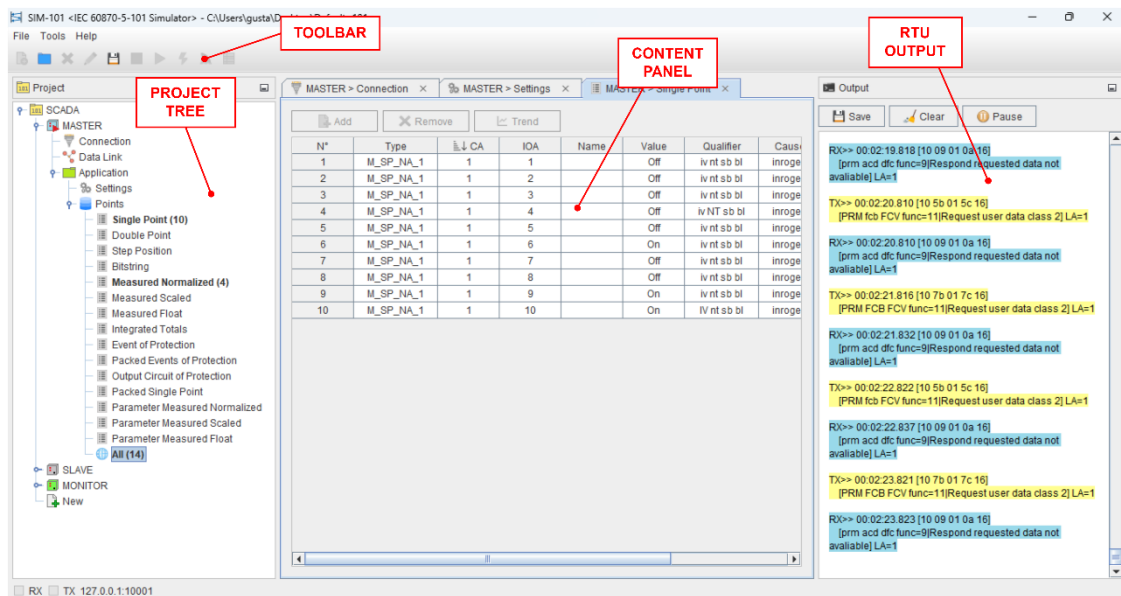 SIM-101 <IEC 60870-5-101 Simulator> - C:\Users\gusta\D
File Tools Help
TOOLBAR
CONTENT
PANEL
RTU
OUTPUT
PROJECT
TREE
Project
SCADA
MASTER
Connection
Data Link
Application
Settings
Points
Single Point (10)
Double Point
Step Position
Bitstring
Measured Normalized (4)
Measured Scaled
Measured Float
Integrated Totals
Event of Protection
Packed Events of Protection
Output Circuit of Protection
Packed Single Point
Parameter Measured Normalized
Parameter Measured Scaled
Parameter Measured Float
All (14)
SLAVE
MONITOR
New
MASTER > Connection × MASTER > Settings × MASTER > Single Point ×
Add Remove Trend
N° Type CA IOA Name Value Qualifier Caus
1 M_SP_NA_1 1 1 Off iv nt sb bl inroge
2 M_SP_NA_1 1 2 Off iv nt sb bl inroge
3 M_SP_NA_1 1 3 Off iv nt sb bl inroge
4 M_SP_NA_1 1 4 Off iv NT sb bl inroge
5 M_SP_NA_1 1 5 Off iv nt sb bl inroge
6 M_SP_NA_1 1 6 On iv nt sb bl inroge
7 M_SP_NA_1 1 7 Off iv nt sb bl inroge
8 M_SP_NA_1 1 8 Off iv nt sb bl inroge
9 M_SP_NA_1 1 9 On iv nt sb bl inroge
10 M_SP_NA_1 1 10 On IV nt sb bl inroge
Output
Save Clear Pause
RX>> 00:02:19.818 [10 09 01 0a 16]
[prm acd dfc func=9|Respond requested data not
avaliable] LA=1
TX>> 00:02:20.810 [10 5b 01 5c 16]
[PRM fcb FCV func=11|Request user data class 2] LA=1
RX>> 00:02:20.810 [10 09 01 0a 16]
[prm acd dfc func=9|Respond requested data not
avaliable] LA=1
TX>> 00:02:21.816 [10 7b 01 7c 16]
[PRM FCB FCV func=11|Request user data class 2] LA=1
RX>> 00:02:21.832 [10 09 01 0a 16]
[prm acd dfc func=9|Respond requested data not
avaliable] LA=1
TX>> 00:02:22.822 [10 5b 01 5c 16]
[PRM fcb FCV func=11|Request user data class 2] LA=1
RX>> 00:02:22.837 [10 09 01 0a 16]
[prm acd dfc func=9|Respond requested data not
avaliable] LA=1
TX>> 00:02:23.821 [10 7b 01 7c 16]
[PRM FCB FCV func=11|Request user data class 2] LA=1
RX>> 00:02:23.823 [10 09 01 0a 16]
[prm acd dfc func=9|Respond requested data not
avaliable] LA=1
RX TX 127.0.0.1:10001